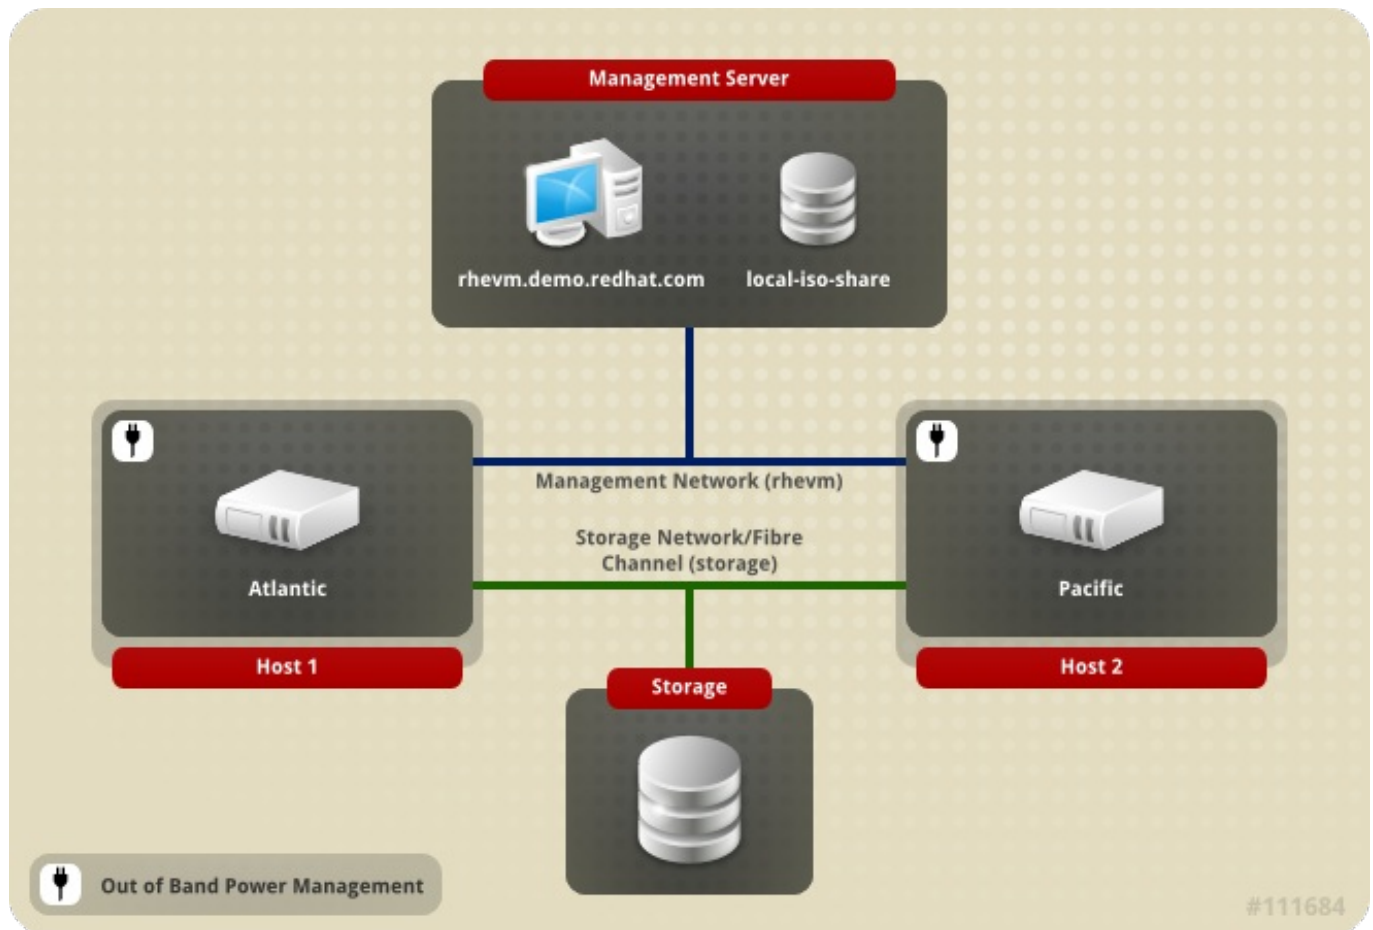 Management Server
rhevm.demo.redhat.com
local-iso-share
Management Network (rhevm)
Storage Network/Fibre
Channel (storage)
Atlantic
Pacific
Host 1
Host 2
Storage
Out of Band Power Management
#111684